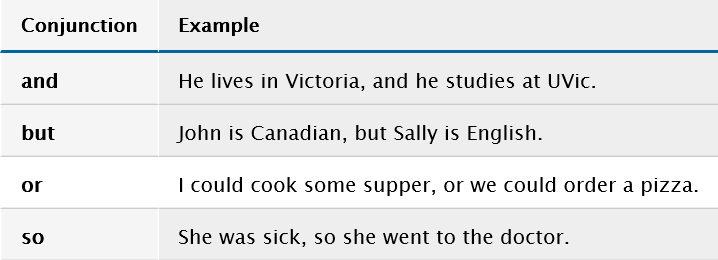 Conjunction Example
and He lives in Victoria, and he studies at UVic.
but John is Canadian, but Sally is English.
or I could cook some supper, or we could order a pizza.
so She was sick, so she went to the doctor.